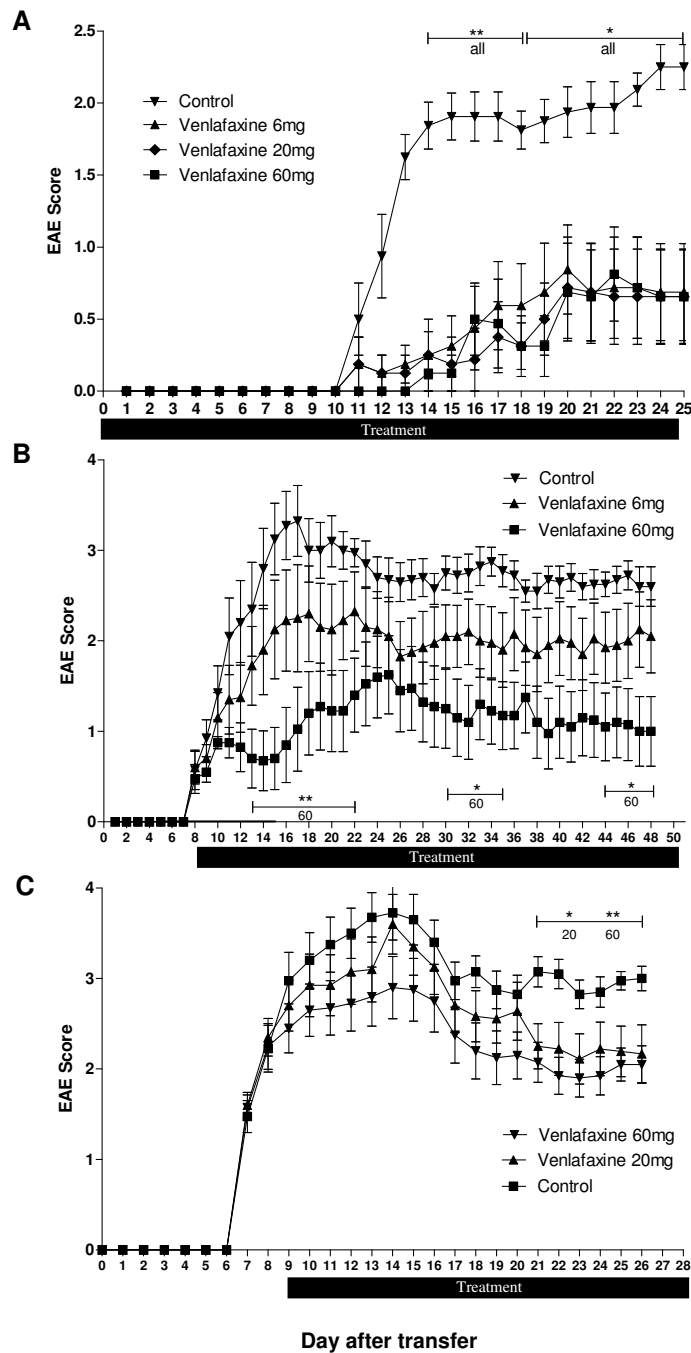 A
2.5
2.0
1.5
1.0
0.5
0.0
EAE Score
Control
Venlafaxine 6mg
Venlafaxine 20mg
Venlafaxine 60mg
** *
all all
0 1 2 3 4 5 6 7 8 9 10 11 12 13 14 15 16 17 18 19 20 21 22 23 24 25
Treatment
B
4
3
2
1
0
EAE Score
Control
Venlafaxine 6mg
Venlafaxine 60mg
** * *
60 60 60
0 2 4 6 8 10 12 14 16 18 20 22 24 26 28 30 32 34 36 38 40 42 44 46 48 50
Treatment
C
4
3
2
1
0
EAE Score
* **
20 60
Venlafaxine 60mg
Venlafaxine 20mg
Control
0 1 2 3 4 5 6 7 8 9 10 11 12 13 14 15 16 17 18 19 20 21 22 23 24 25 26 27 28
Treatment
Day after transfer